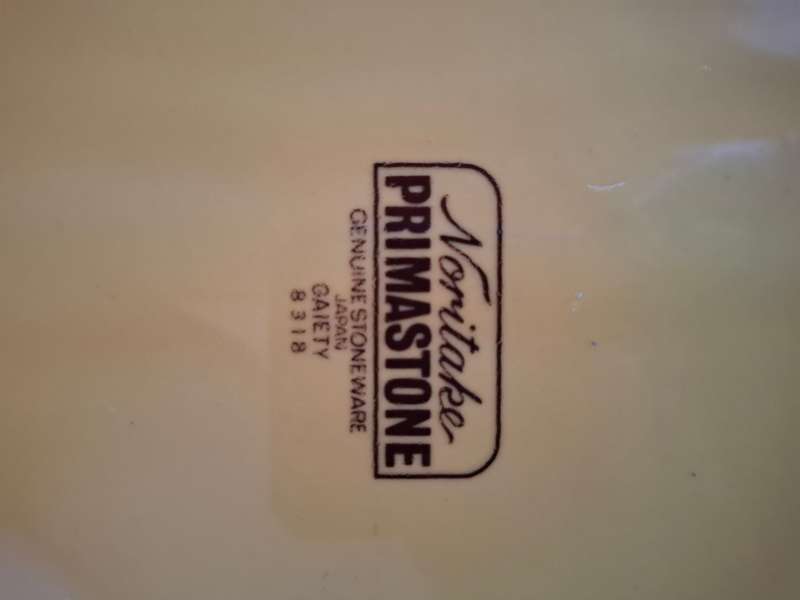 Noritake
PRIMASTONE
GENUINE STONEWARE
JAPAN
GAIETY
8318